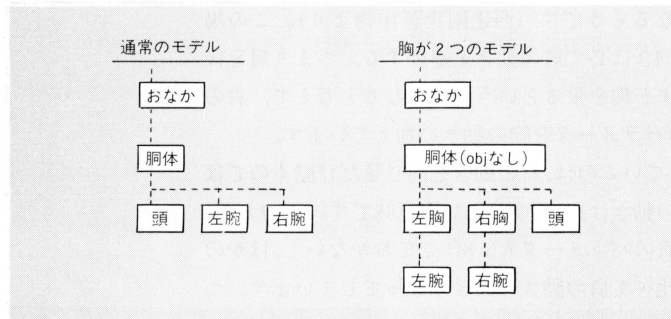 通常のモデル
おなか
胴体
頭 左腕 右腕
胸が2つのモデル
おなか
胴体(objなし)
左胸 右胸 頭
左腕 右腕